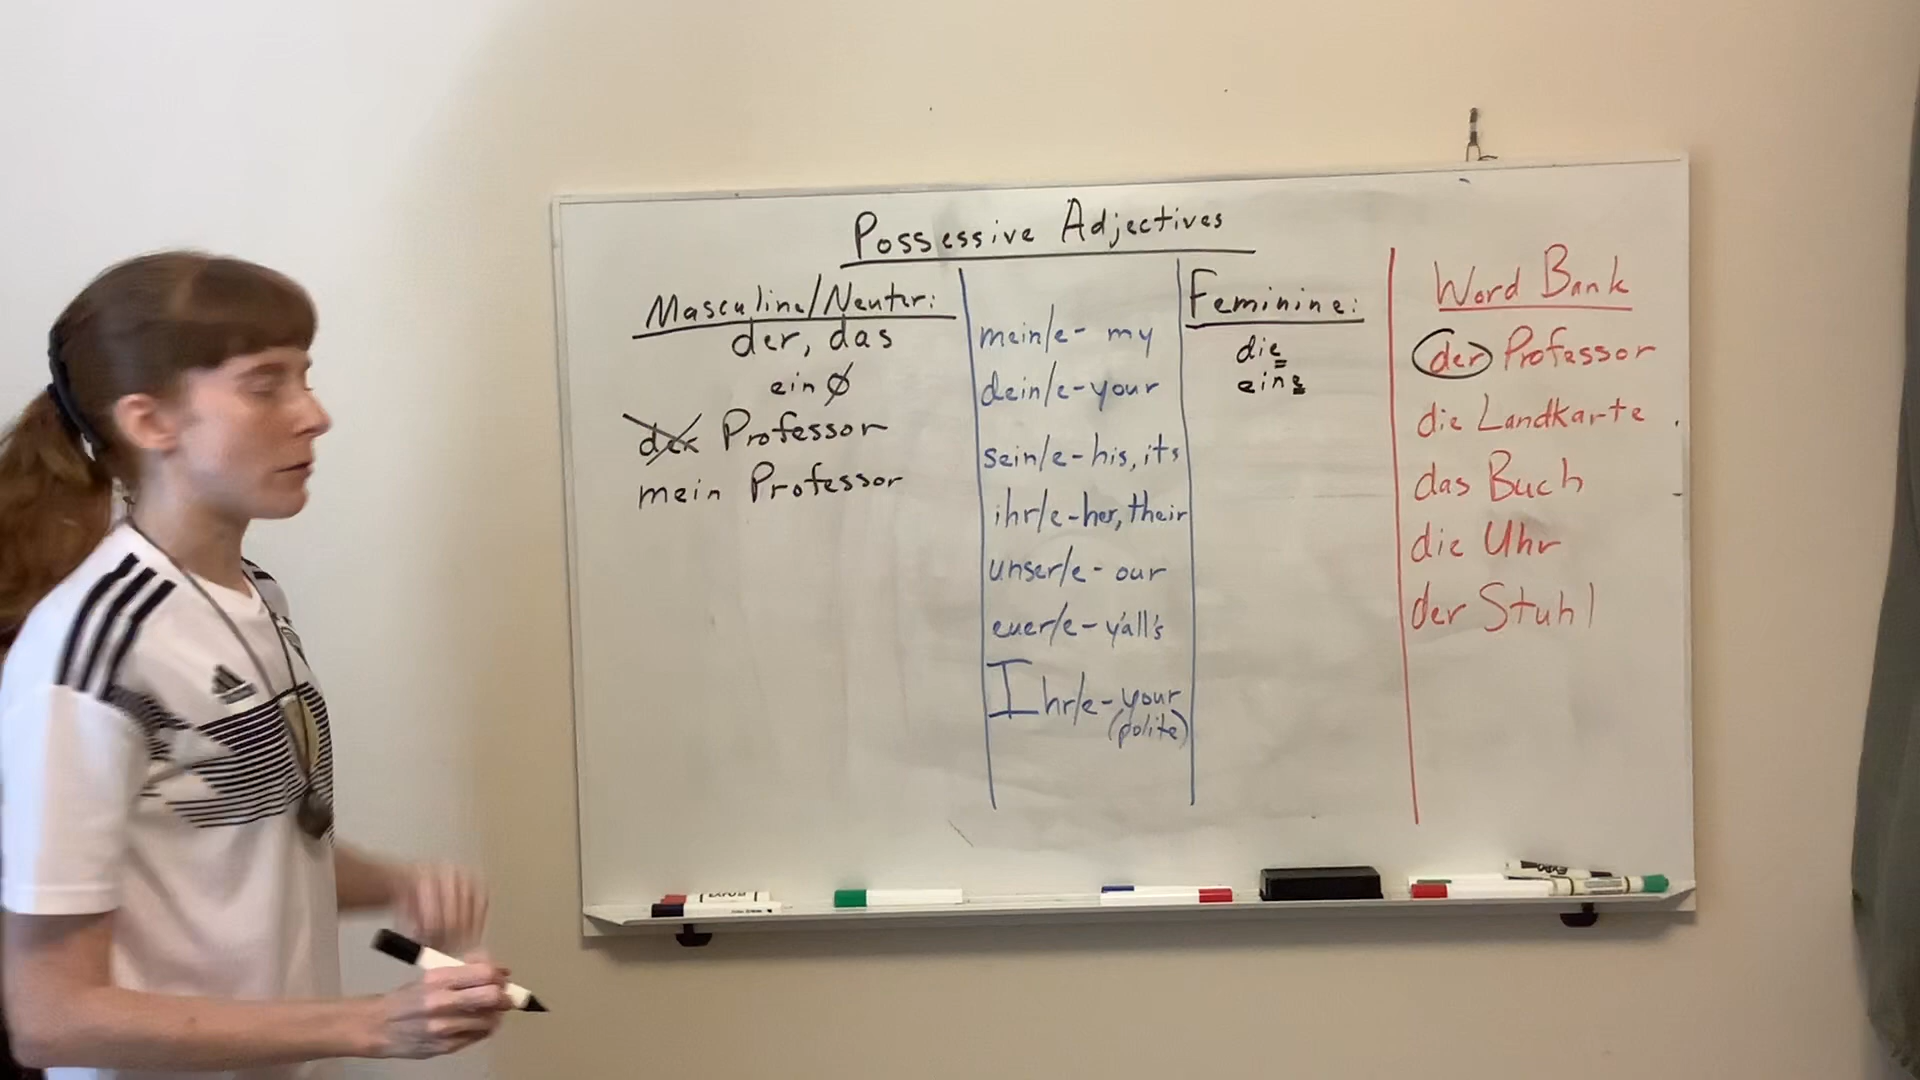 Possessive Adjectives
Masculine/Neuter:
der, das
ein Ø
der Professor
mein Professor
mein/e- my
dein/e-your
sein/e-his, its
ihr/e-her, their
unser/e- our
euer/e- y'all's
Ihr/e-your
(polite)
Feminine:
die
eine
Word Bank
der Professor
die Landkarte
das Buch
die Uhr
der Stuhl